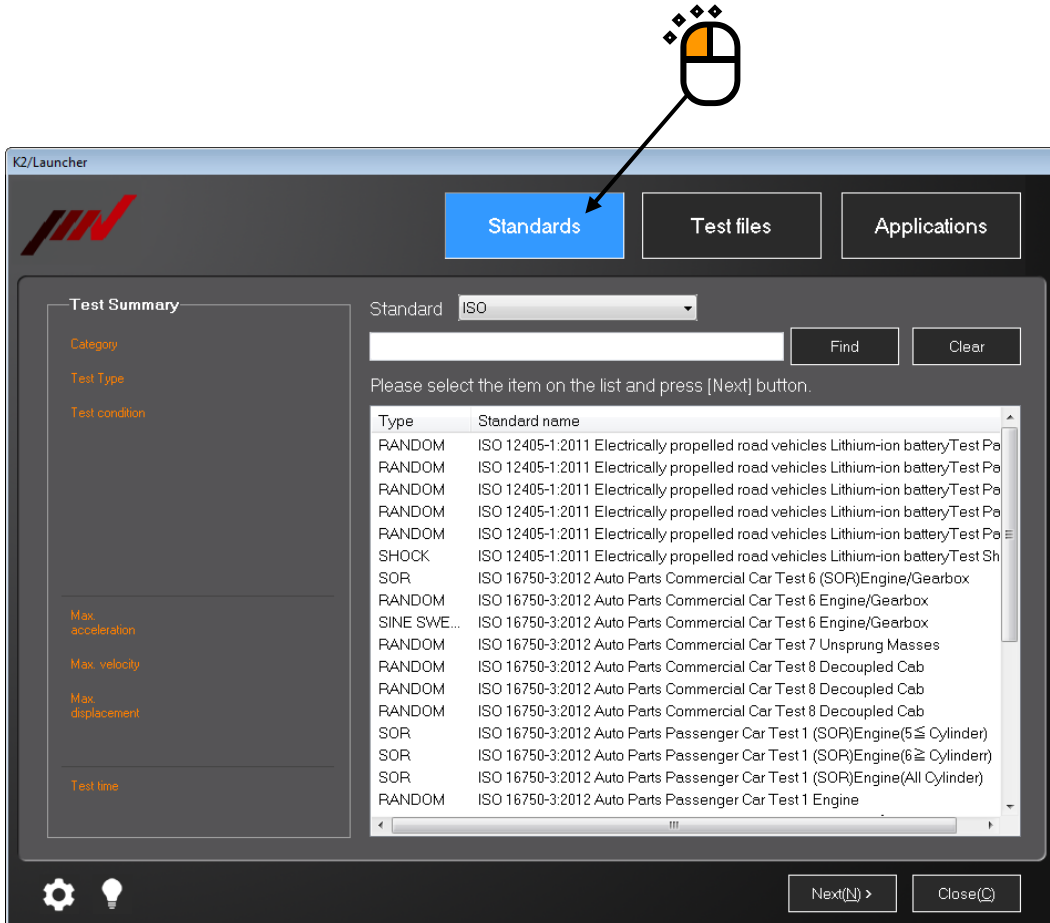 K2/Launcher
Standards
Test files
Applications
Test Summary
Category
Test Type
Test condition
Max.
acceleration
Max. velocity
Max.
displacement
Test time
Standard ISO
Find
Clear
Please select the item on the list and press [Next] button.
Type Standard name
RANDOM ISO 12405-1:2011 Electrically propelled road vehicles Lithium-ion batteryTest Pa
RANDOM ISO 12405-1:2011 Electrically propelled road vehicles Lithium-ion batteryTest Pa
RANDOM ISO 12405-1:2011 Electrically propelled road vehicles Lithium-ion batteryTest Pa
RANDOM ISO 12405-1:2011 Electrically propelled road vehicles Lithium-ion batteryTest Pa
RANDOM ISO 12405-1:2011 Electrically propelled road vehicles Lithium-ion batteryTest Pa
SHOCK ISO 12405-1:2011 Electrically propelled road vehicles Lithium-ion batteryTest Sh
SOR ISO 16750-3:2012 Auto Parts Commercial Car Test 6 (SOR)Engine/Gearbox
RANDOM ISO 16750-3:2012 Auto Parts Commercial Car Test 6 Engine/Gearbox
SINE SWE... ISO 16750-3:2012 Auto Parts Commercial Car Test 6 Engine/Gearbox
RANDOM ISO 16750-3:2012 Auto Parts Commercial Car Test 7 Unsprung Masses
RANDOM ISO 16750-3:2012 Auto Parts Commercial Car Test 8 Decoupled Cab
RANDOM ISO 16750-3:2012 Auto Parts Commercial Car Test 8 Decoupled Cab
RANDOM ISO 16750-3:2012 Auto Parts Commercial Car Test 8 Decoupled Cab
SOR ISO 16750-3:2012 Auto Parts Passenger Car Test 1 (SOR)Engine(5≦ Cylinder)
SOR ISO 16750-3:2012 Auto Parts Passenger Car Test 1 (SOR)Engine(6≧ Cylinderr)
SOR ISO 16750-3:2012 Auto Parts Passenger Car Test 1 (SOR)Engine(All Cylinder)
RANDOM ISO 16750-3:2012 Auto Parts Passenger Car Test 1 Engine
Next(N) >
Close(C)